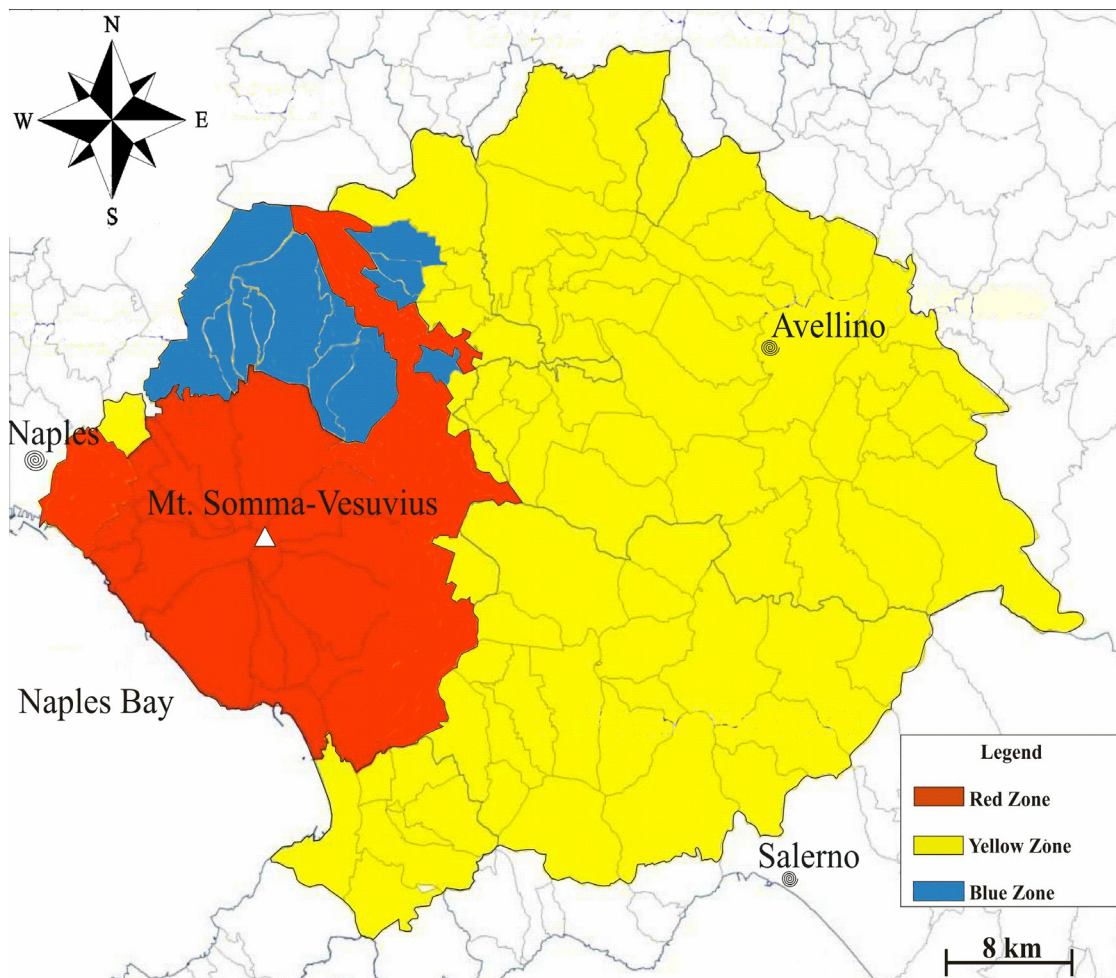 N
W
E
S
Avellino
Naples
Mt. Somma-Vesuvius
Naples Bay
Legend
Red Zone
Yellow Zone
Blue Zone
Salerno
8 km